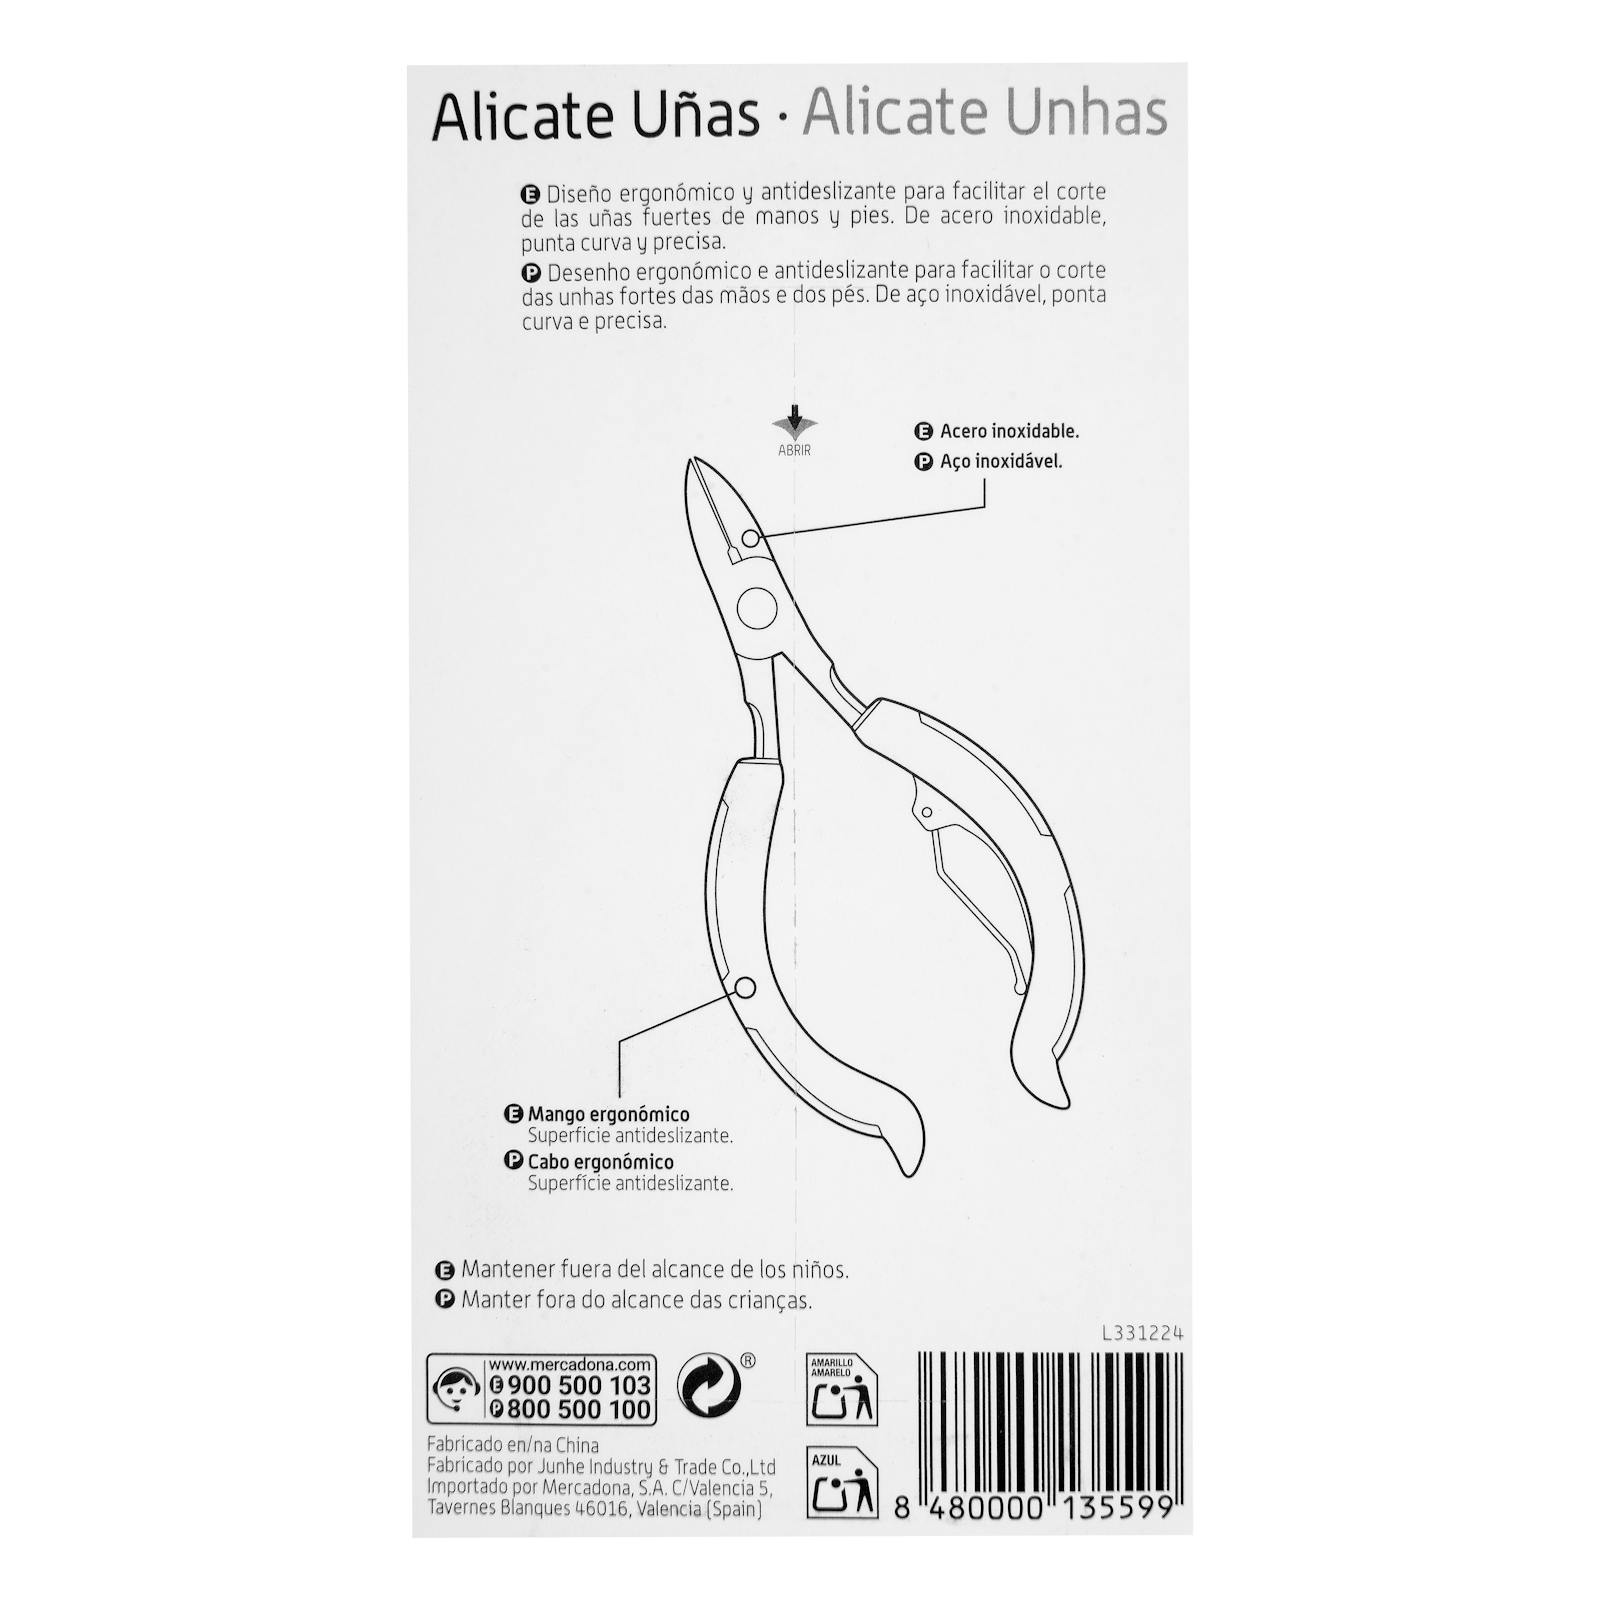 Alicate Uñas · Alicate Unhas
E Diseño ergonómico y antideslizante para facilitar el corte
de las uñas fuertes de manos y pies. De acero inoxidable,
punta curva y precisa.
P Desenho ergonómico e antideslizante para facilitar o corte
das unhas fortes das mãos e dos pés. De aço inoxidável, ponta
curva e precisa.
ABRIR
E Acero inoxidable.
P Aço inoxidável.
E Mango ergonómico
Superficie antideslizante.
P Cabo ergonómico
Superfície antideslizante.
E Mantener fuera del alcance de los niños.
P Manter fora do alcance das crianças.
L331224
www.mercadona.com
E 900 500 103
P 800 500 100
®
AMARILLO
AMARELO
AZUL
Fabricado en/na China
Fabricado por Junhe Industry & Trade Co.,Ltd
Importado por Mercadona, S.A. C/Valencia 5,
Tavernes Blanques 46016, Valencia (Spain)
8 480000 135599